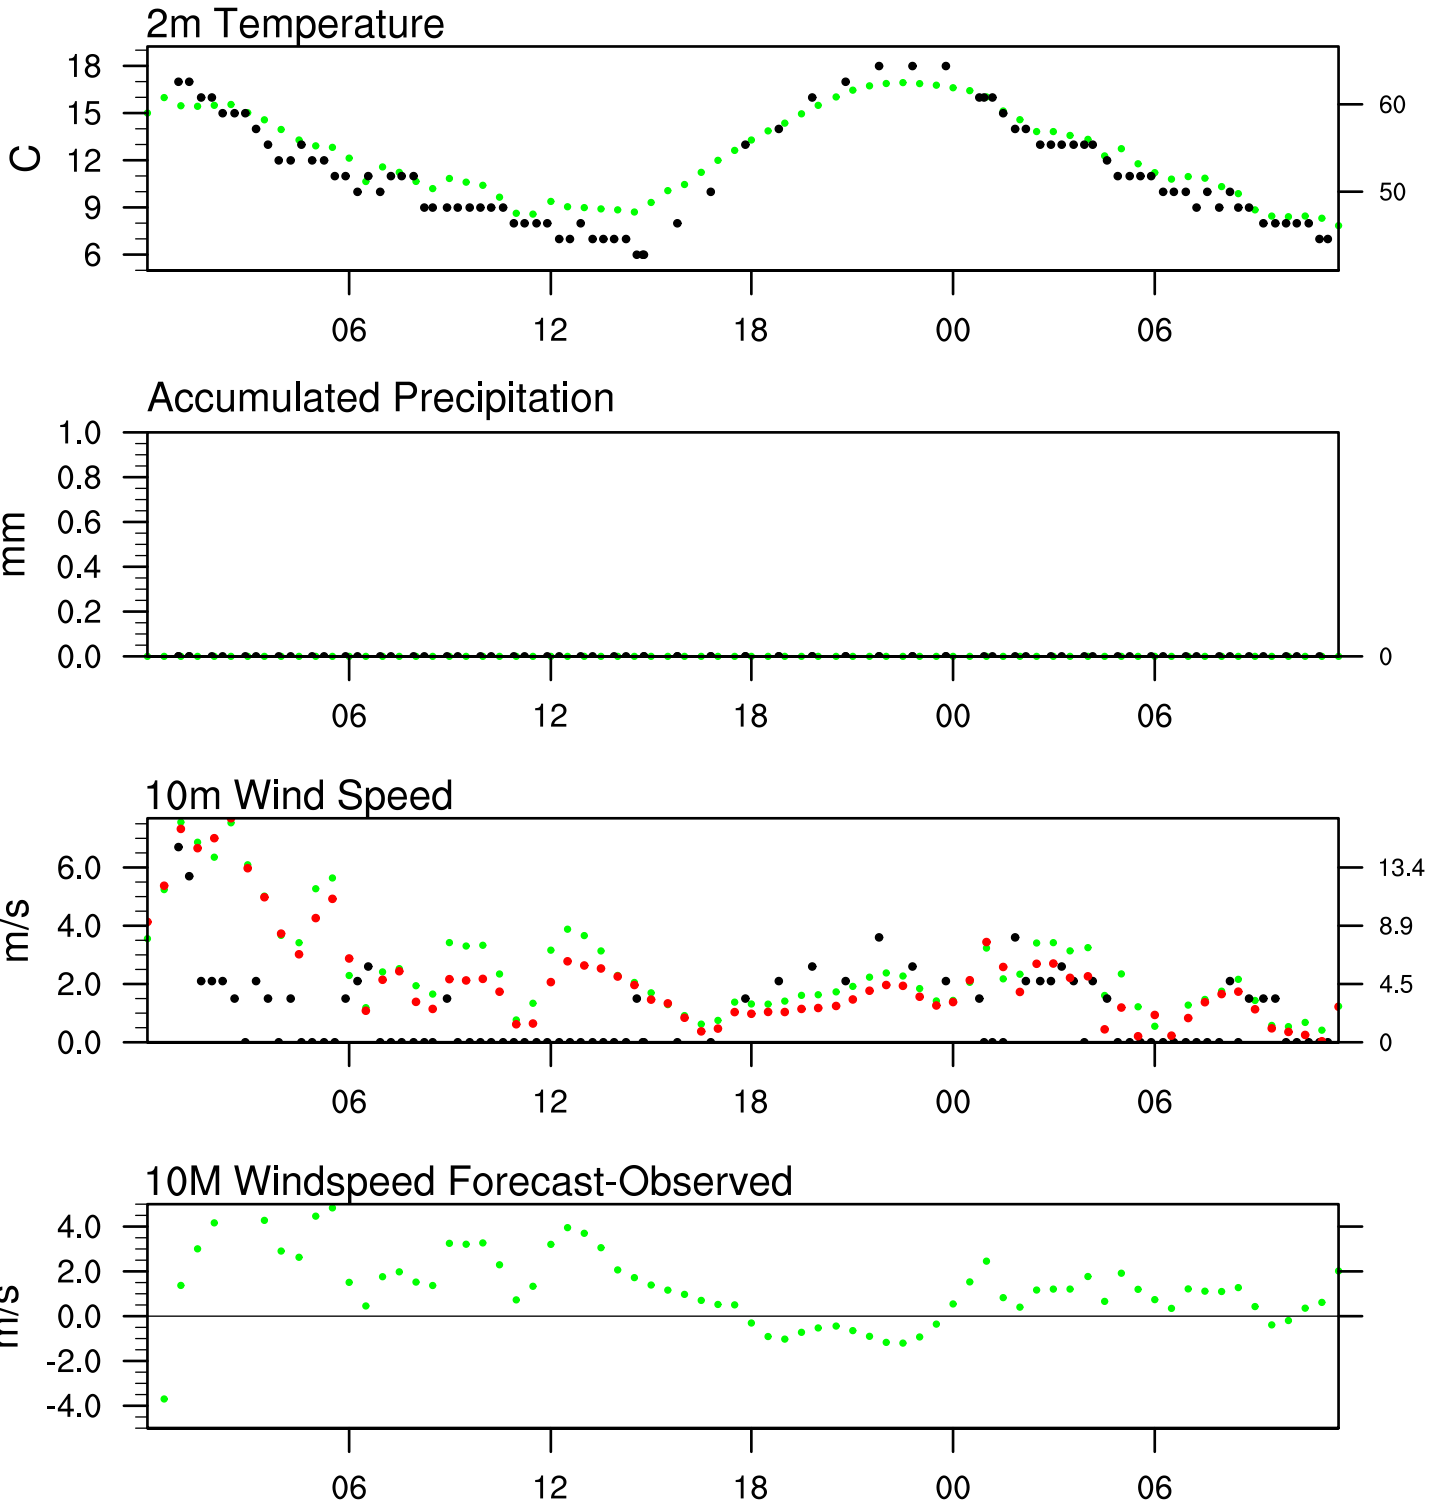 2m Temperature
18
15
12
9
6
C
60
50
06 12 18 00 06
Accumulated Precipitation
1.0
0.8
0.6
0.4
0.2
0.0
mm
0
06 12 18 00 06
10m Wind Speed
6.0
4.0
2.0
0.0
m/s
13.4
8.9
4.5
0
06 12 18 00 06
10M Windspeed Forecast-Observed
4.0
2.0
0.0
-2.0
-4.0
m/s
06 12 18 00 06